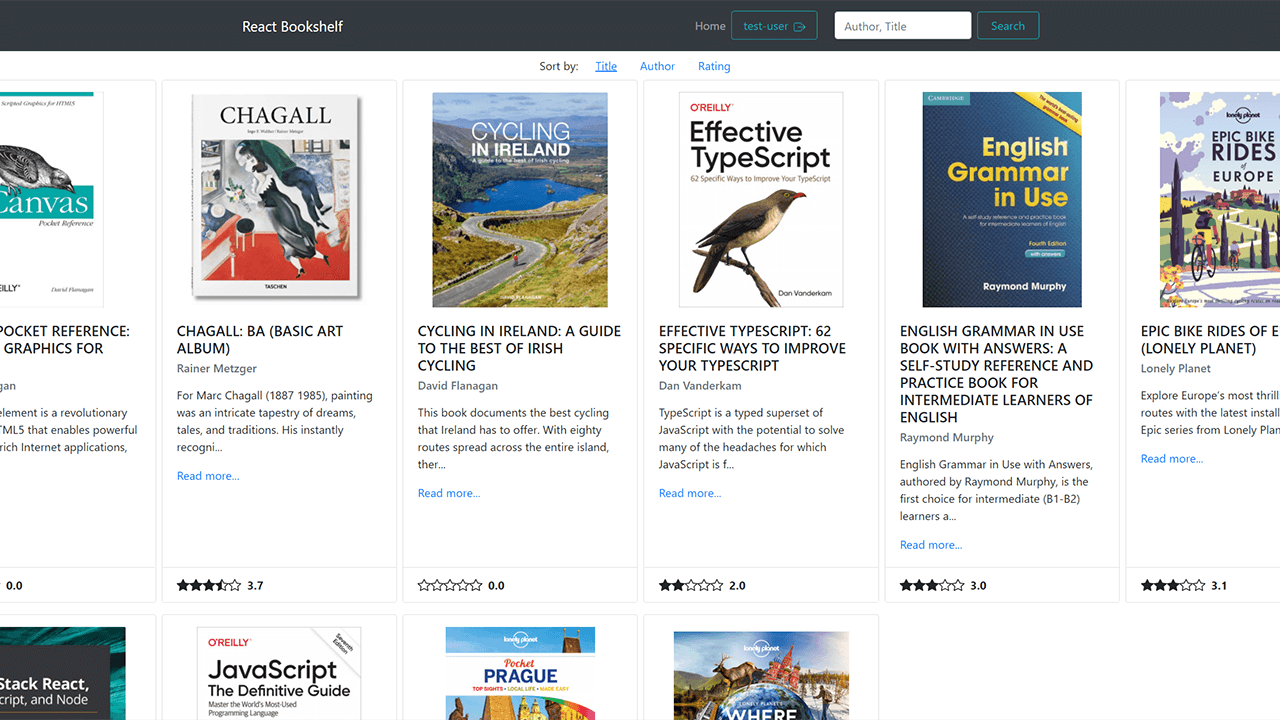 React Bookshelf
Home
test-user
Author, Title
Search
Sort by:
Title
Author
Rating
Scripted Graphics for HTML5
Canvas
Pocket Reference
David Flanagan
POCKET REFERENCE:
GRAPHICS FOR
element is a revolutionary
that enables powerful
rich Internet applications,
0.0
CHAGALL
Ingo F. Walther / Rainer Metzger
TASCHEN
CHAGALL: BA (BASIC ART
ALBUM)
Rainer Metzger
For Marc Chagall (1887 1985), painting
was an intricate tapestry of dreams,
tales, and traditions. His instantly
recogni...
Read more...
3.7
CYCLING
IN IRELAND
A guide to the best of Irish cycling
DAVID FLANAGAN
CYCLING IN IRELAND: A GUIDE
TO THE BEST OF IRISH
CYCLING
David Flanagan
This book documents the best cycling
that Ireland has to offer. With eighty
routes spread across the entire island,
ther...
Read more...
0.0
O'REILLY
Effective
TypeScript
62 Specific Ways to Improve Your TypeScript
Dan Vanderkam
EFFECTIVE TYPESCRIPT: 62
SPECIFIC WAYS TO IMPROVE
YOUR TYPESCRIPT
Dan Vanderkam
TypeScript is a typed superset of
JavaScript with the potential to solve
many of the headaches for which
JavaScript is f...
Read more...
2.0
CAMBRIDGE
The world's best-selling
grammar book
English
Grammar
in Use
A self-study reference and practice book
for intermediate learners of English
Fourth Edition
with answers
Raymond Murphy
ENGLISH GRAMMAR IN USE
BOOK WITH ANSWERS: A
SELF-STUDY REFERENCE AND
PRACTICE BOOK FOR
INTERMEDIATE LEARNERS OF
ENGLISH
Raymond Murphy
English Grammar in Use with Answers,
authored by Raymond Murphy, is the
first choice for intermediate (B1-B2)
learners a...
Read more...
3.0
lonely planet
EPIC BIKE
RIDES
of
EUROPE
EPIC BIKE RIDES OF E
(LONELY PLANET)
Lonely Planet
Explore Europe's most thrill
routes with the latest install
Epic series from Lonely Plan
Read more...
3.1
Stack React,
cript, and Node
O'REILLY
Seventh
Edition
JavaScript
The Definitive Guide
Master the World's Most-Used
Programming Language
lonely planet
Pocket
PRAGUE
TOP SIGHTS • LOCAL LIFE • MADE EASY
lonely planet
LONELY PLANET'S
WHERE